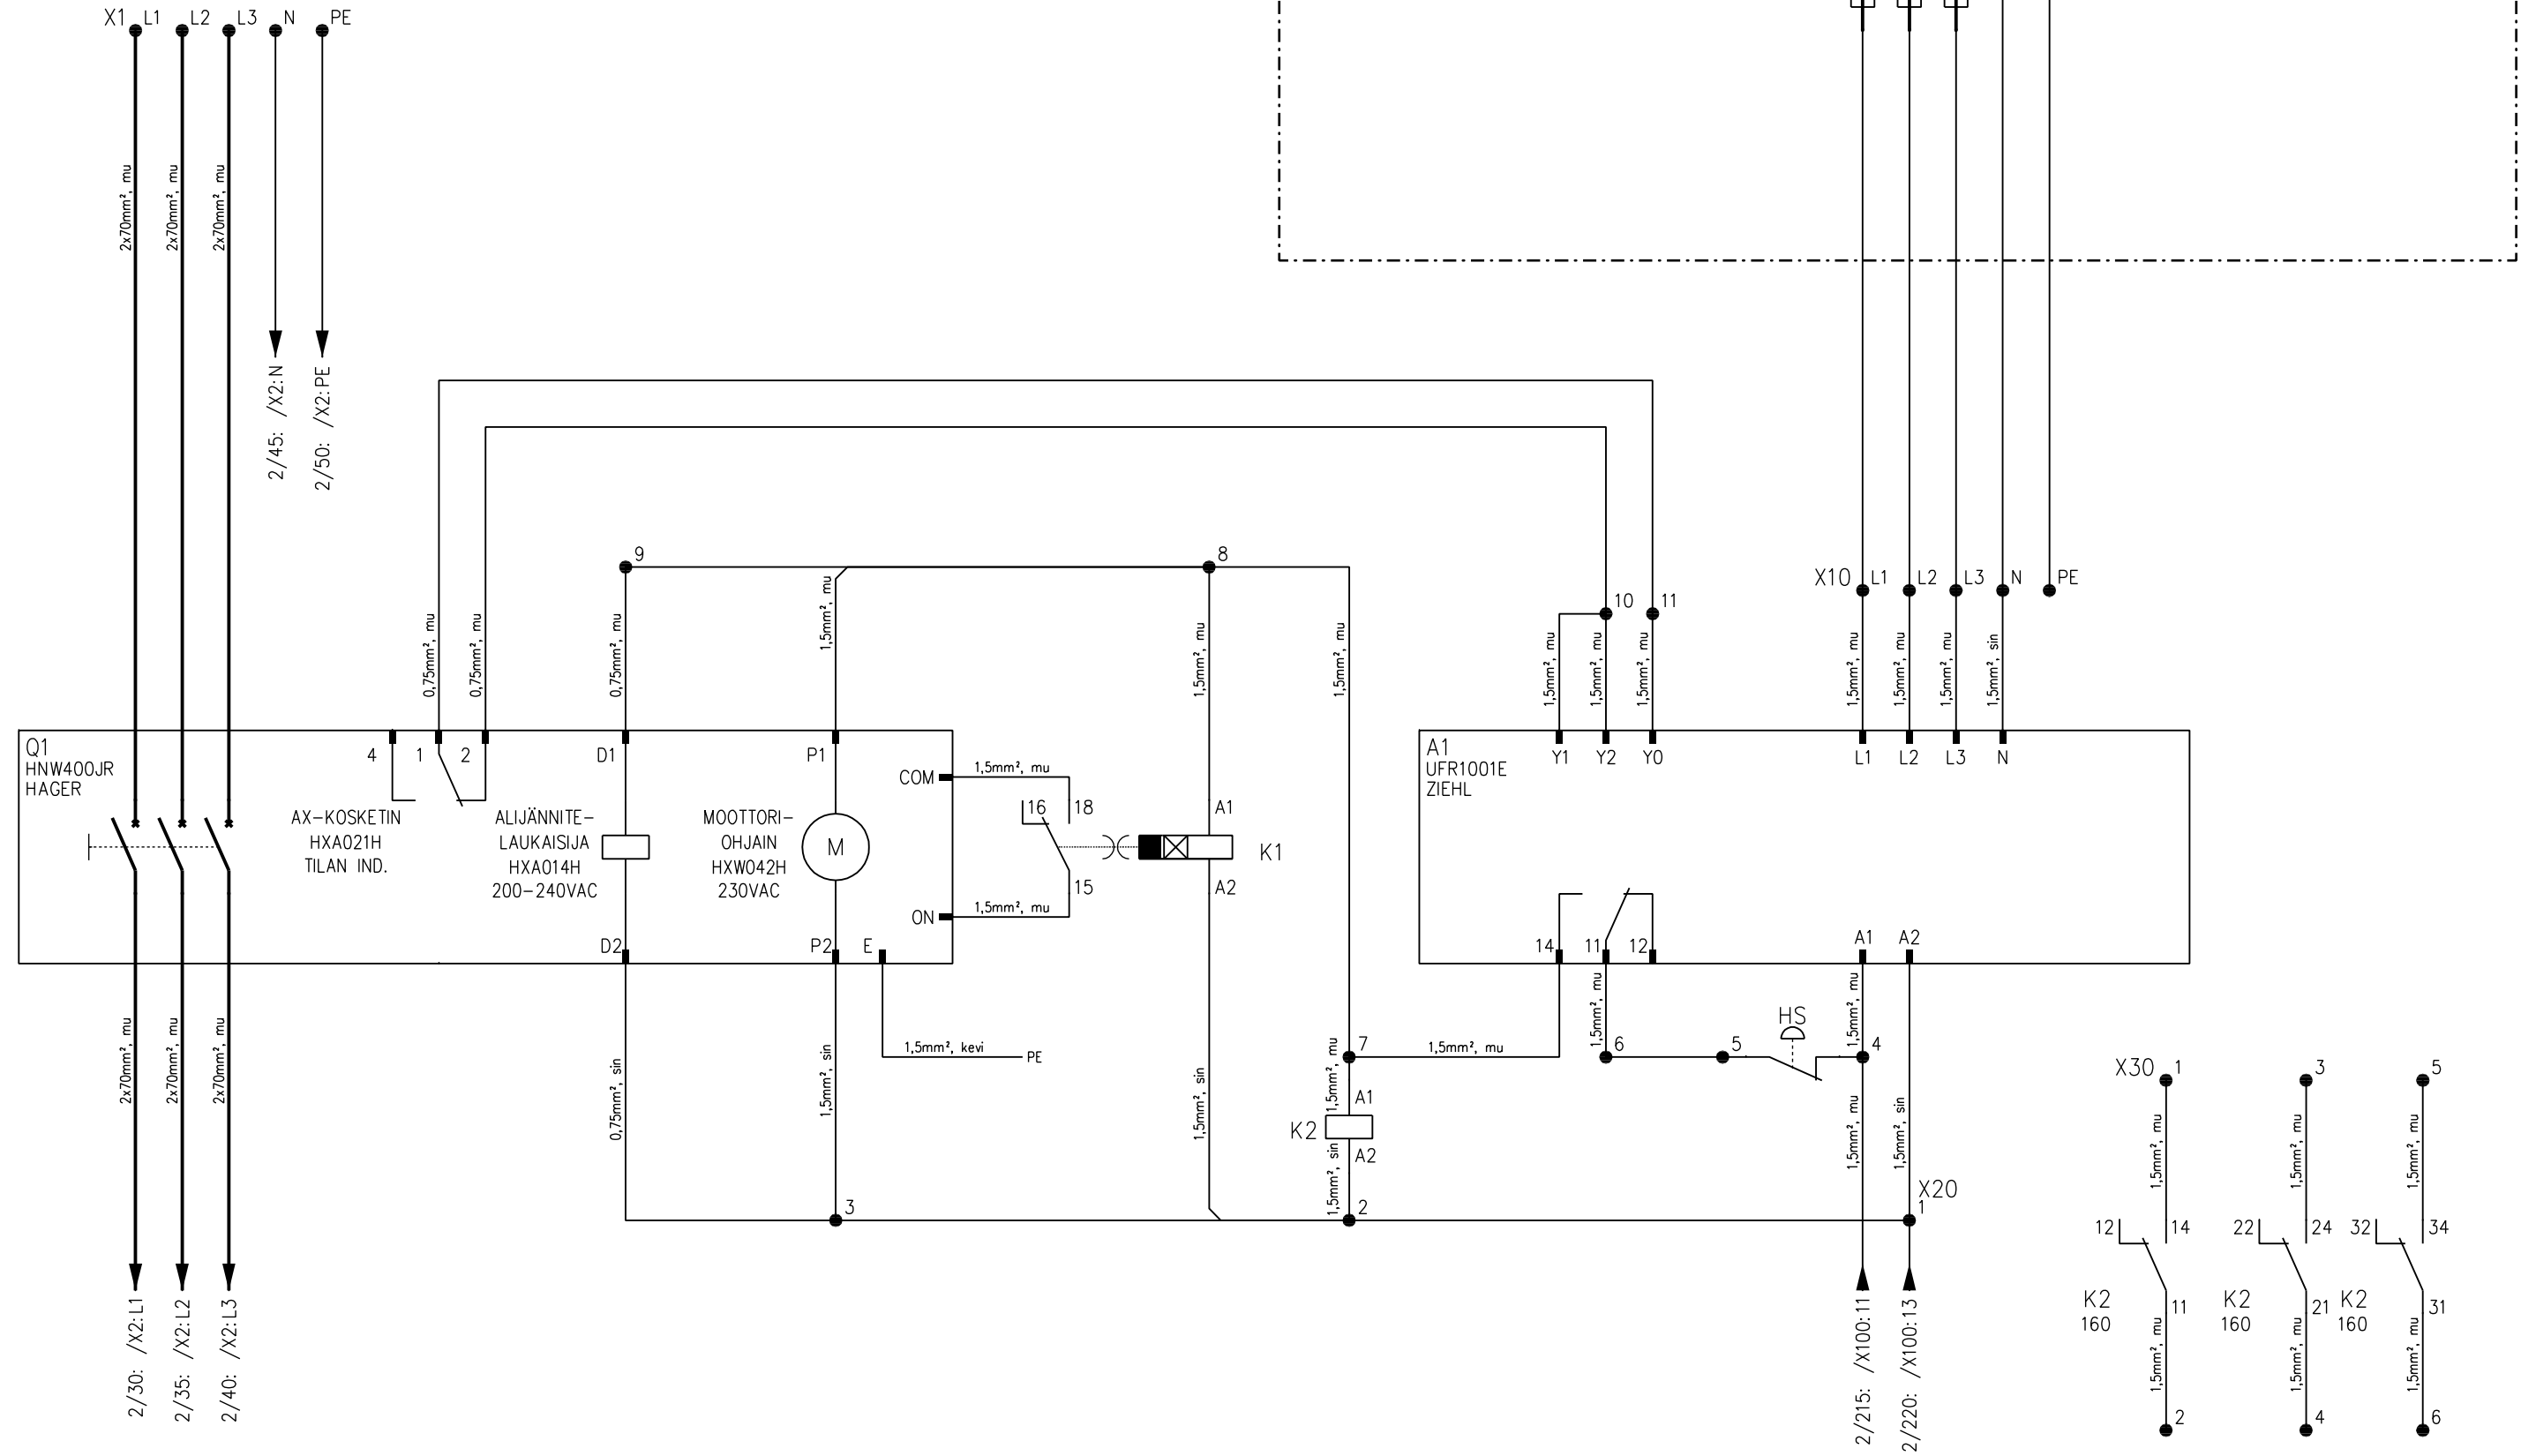 X1 L1 L2 L3 N PE
2x70mm², mu
2x70mm², mu
2x70mm², mu
2/45: /X2:N
2/50: /X2:PE
9
8
10
11
X10 L1 L2 L3 N PE
0,75mm², mu
0,75mm², mu
0,75mm², mu
1,5mm², mu
1,5mm², mu
1,5mm², mu
1,5mm², mu
1,5mm², mu
1,5mm², mu
1,5mm², mu
1,5mm², mu
1,5mm², mu
1,5mm², sin
Q1
HNW400JR
HAGER
4 1 2
AX-KOSKETIN
HXA021H
TILAN IND.
D1
ALIJÄNNITE-
LAUKAISIJA
HXA014H
200-240VAC
D2
P1
MOOTTORI-
OHJAIN
HXW042H
230VAC
M
P2 E
COM
1,5mm², mu
ON
1,5mm², mu
16 18
15
A1
K1
A2
A1
UFR1001E
ZIEHL
Y1 Y2 Y0
L1 L2 L3 N
14 11 12
A1 A2
2x70mm², mu
2x70mm², mu
2x70mm², mu
0,75mm², sin
1,5mm², sin
1,5mm², kevi PE
1,5mm², sin
7
1,5mm², mu
1,5mm², mu
A1
K2
A2
1,5mm², sin
1,5mm², mu
6
5
HS
1,5mm², mu
4
1,5mm², mu
1,5mm², sin
3
2
X20
1
2/30: /X2:L1
2/35: /X2:L2
2/40: /X2:L3
2/215: /X100:11
2/220: /X100:13
X30 1 3 5
1,5mm², mu
1,5mm², mu
1,5mm², mu
12 14
22 24
32 34
K2
160
11
K2
160
21
K2
160
31
1,5mm², mu
1,5mm², mu
1,5mm², mu
2 4 6